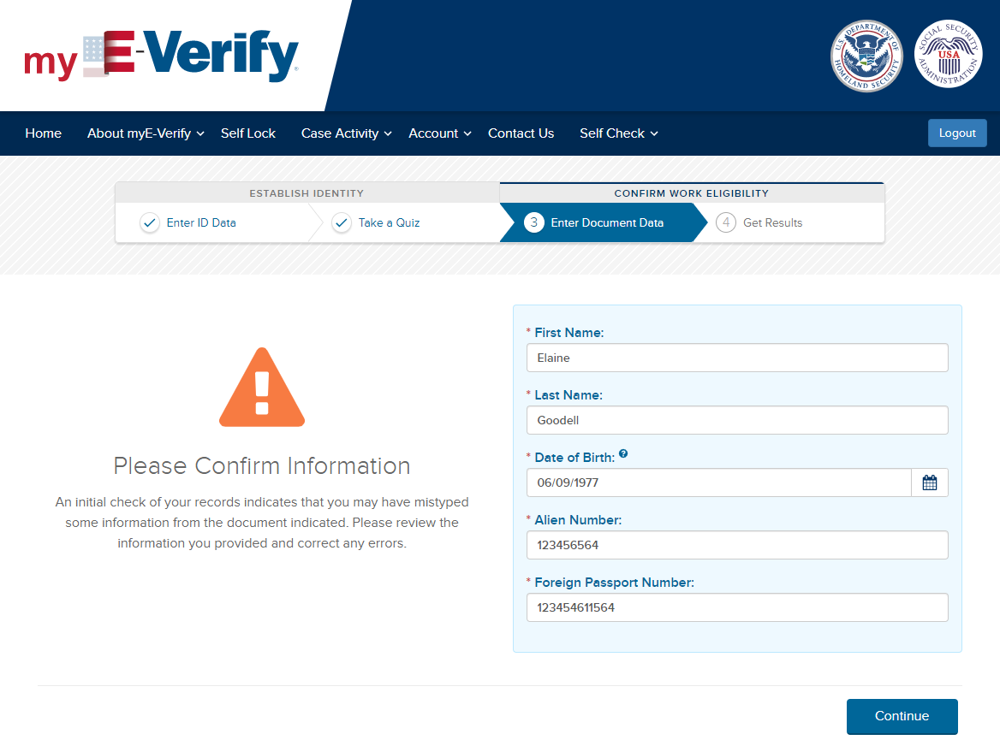 my E-Verify®
U.S. DEPARTMENT OF HOMELAND SECURITY
SOCIAL SECURITY ADMINISTRATION
USA
Home About myE-Verify Self Lock Case Activity Account Contact Us Self Check Logout
ESTABLISH IDENTITY CONFIRM WORK ELIGIBILITY
Enter ID Data Take a Quiz 3 Enter Document Data 4 Get Results
Please Confirm Information
An initial check of your records indicates that you may have mistyped
some information from the document indicated. Please review the
information you provided and correct any errors.
* First Name:
Elaine
* Last Name:
Goodell
* Date of Birth: ?
06/09/1977
* Alien Number:
123456564
* Foreign Passport Number:
123454611564
Continue